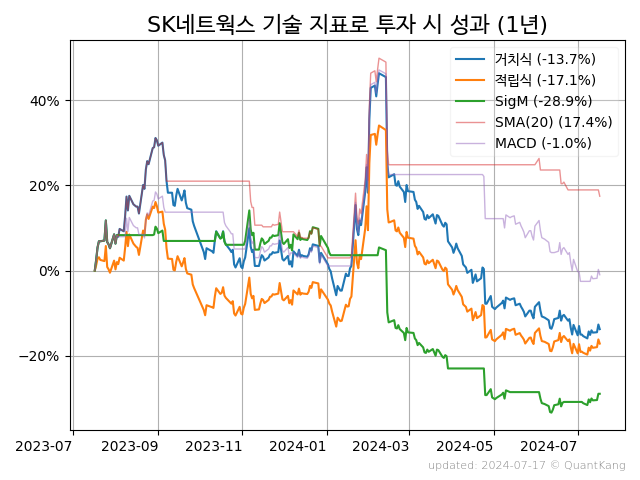 SK네트웍스 기술 지표로 투자 시 성과 (1년)
거치식 (-13.7%)
적립식 (-17.1%)
SigM (-28.9%)
SMA(20) (17.4%)
MACD (-1.0%)
40%
20%
0%
−20%
2023-07 2023-09 2023-11 2024-01 2024-03 2024-05 2024-07
updated: 2024-07-17 © QuantKang